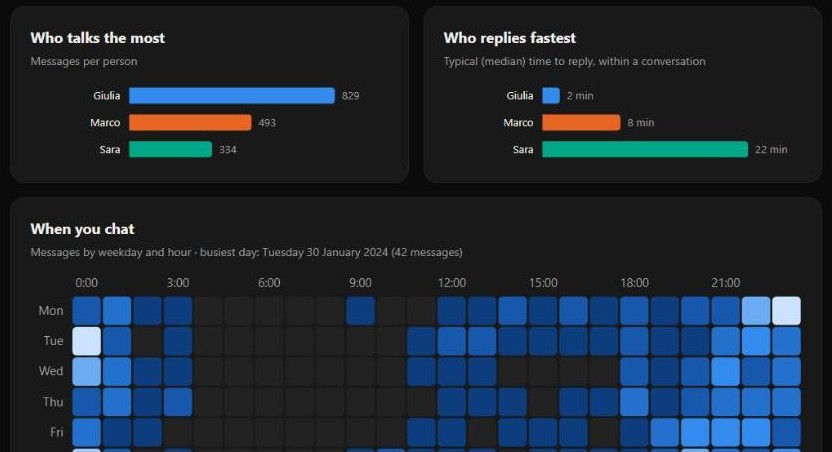 Who talks the most
Messages per person
Giulia 829
Marco 493
Sara 334
Who replies fastest
Typical (median) time to reply, within a conversation
Giulia 2 min
Marco 8 min
Sara 22 min
When you chat
Messages by weekday and hour · busiest day: Tuesday 30 January 2024 (42 messages)
0:00 3:00 6:00 9:00 12:00 15:00 18:00 21:00
Mon
Tue
Wed
Thu
Fri